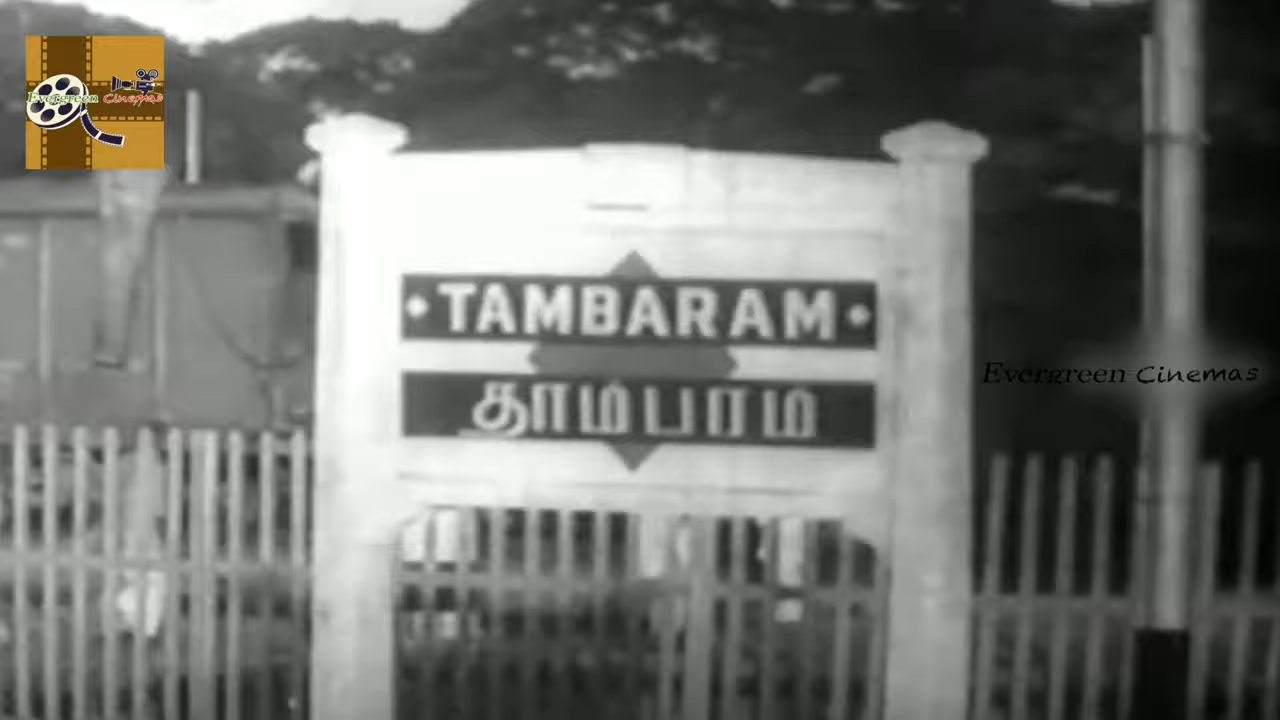 Evergreen Cinemas
TAMBARAM
தாம்பரம்
Evergreen Cinemas